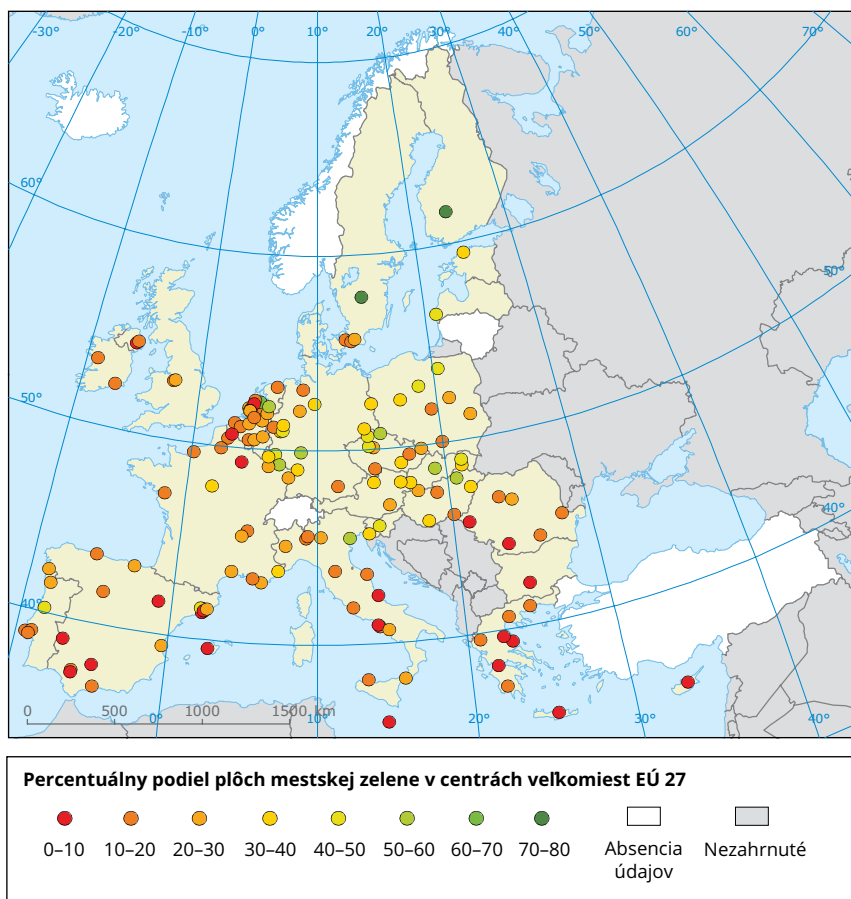 -30° -20° -10° 0° 10° 20° 30° 40° 50° 60° 70°
60° 50°
50° 40°
40°
0 500 1000 1500 km
0° 10° 20° 30° 40°
Percentuálny podiel plôch mestskej zelene v centrách veľkomiest EÚ 27
0–10 10–20 20–30 30–40 40–50 50–60 60–70 70–80 Absencia Nezahrnuté
údajov